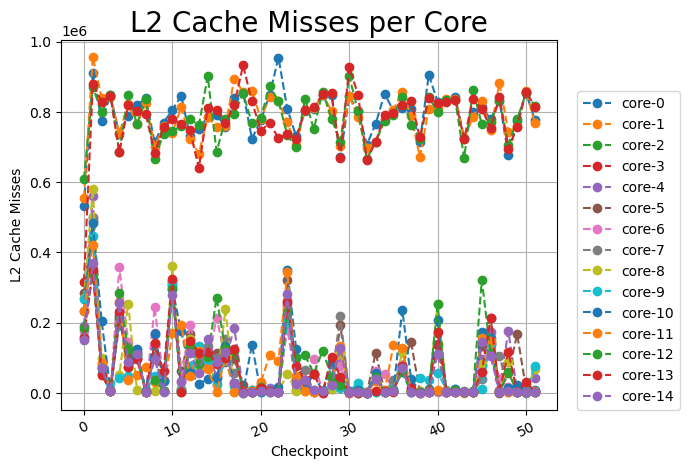 L2 Cache Misses per Core
1e6
1.0
0.8
0.6
0.4
0.2
0.0
L2 Cache Misses
0
10
20
30
40
50
Checkpoint
core-0
core-1
core-2
core-3
core-4
core-5
core-6
core-7
core-8
core-9
core-10
core-11
core-12
core-13
core-14